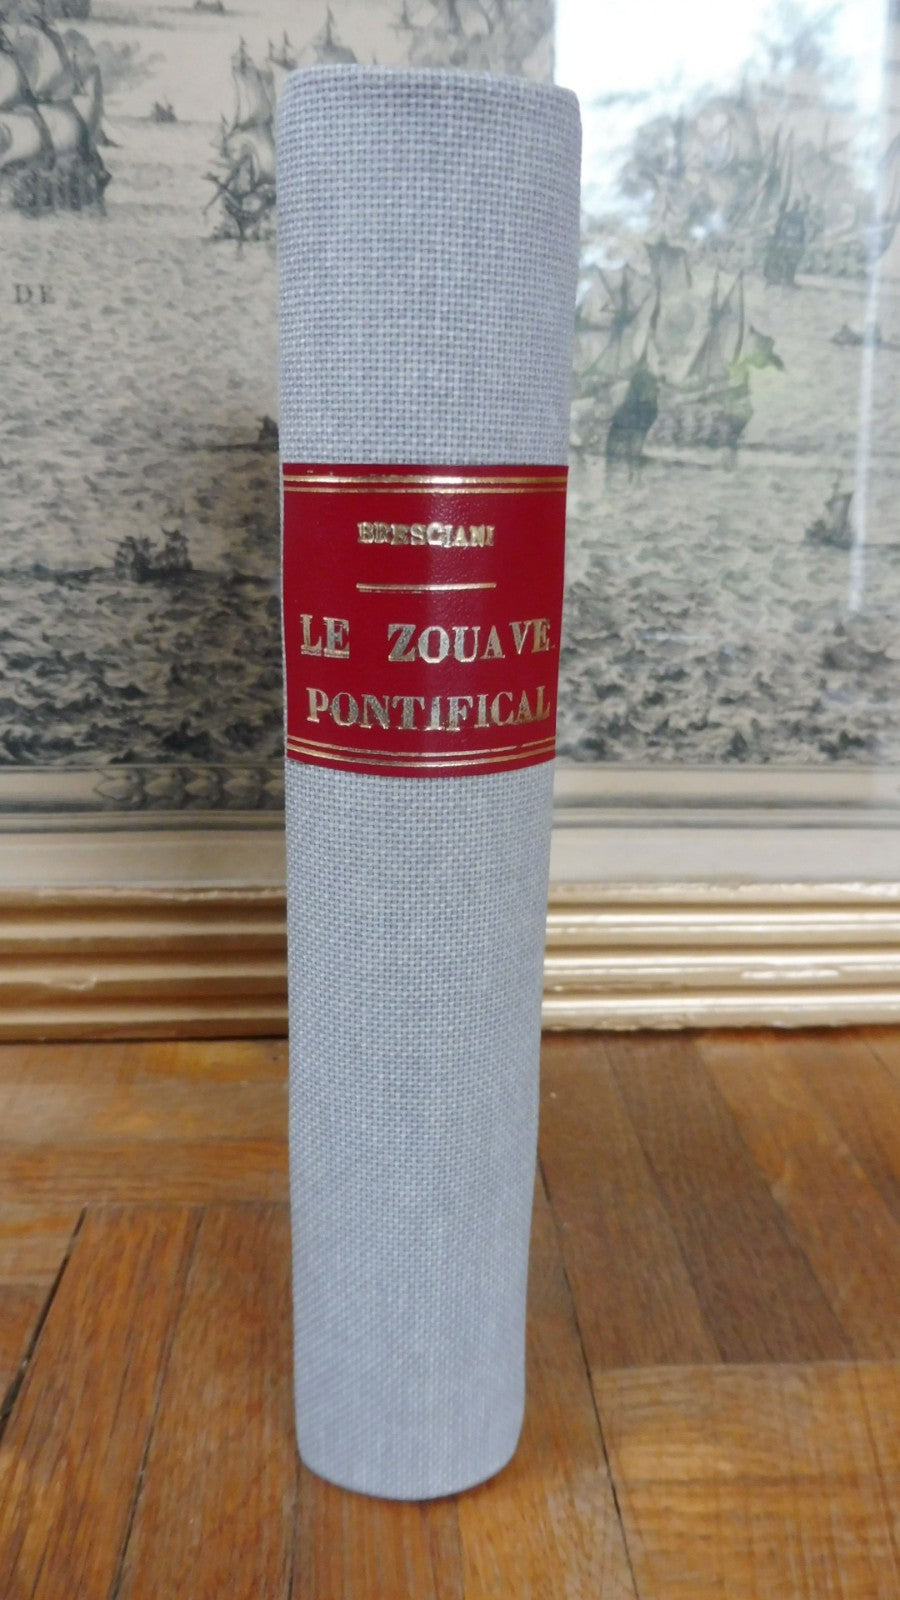 DE
BRESCIANI
LE ZOUAVE
PONTIFICAL